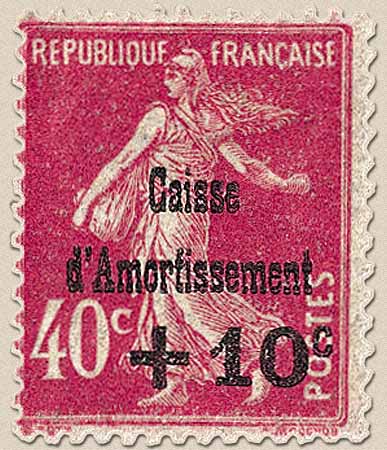 REPUBLIQUE FRANÇAISE
Caisse
d'Amortissement
40c
+ 10c
POSTES